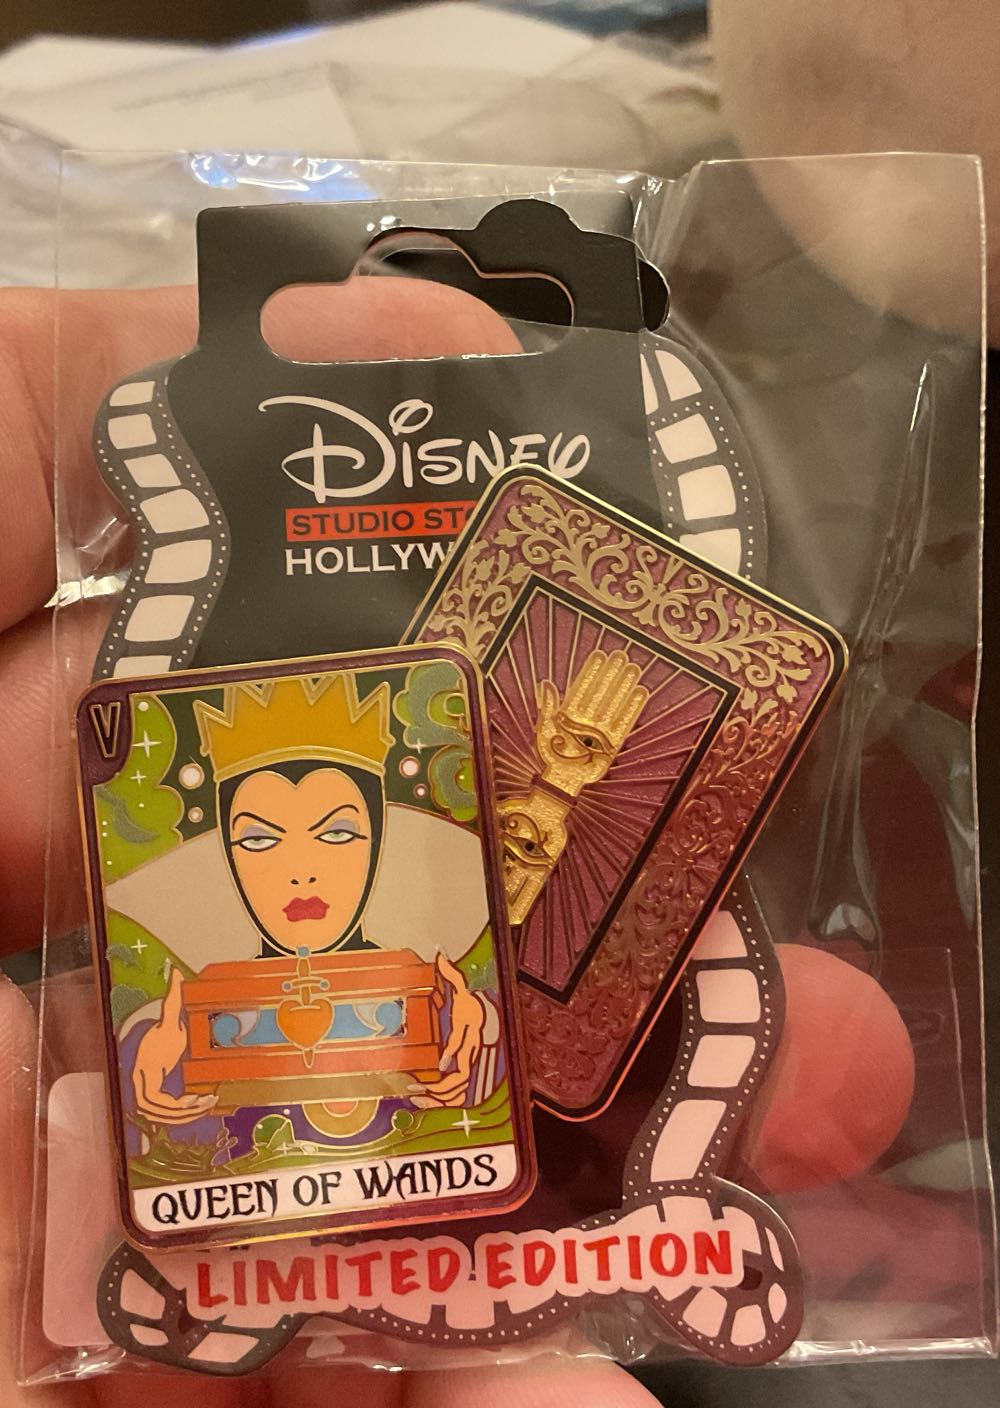 Disney
STUDIO STO
HOLLYW
V
QUEEN OF WANDS
LIMITED EDITION